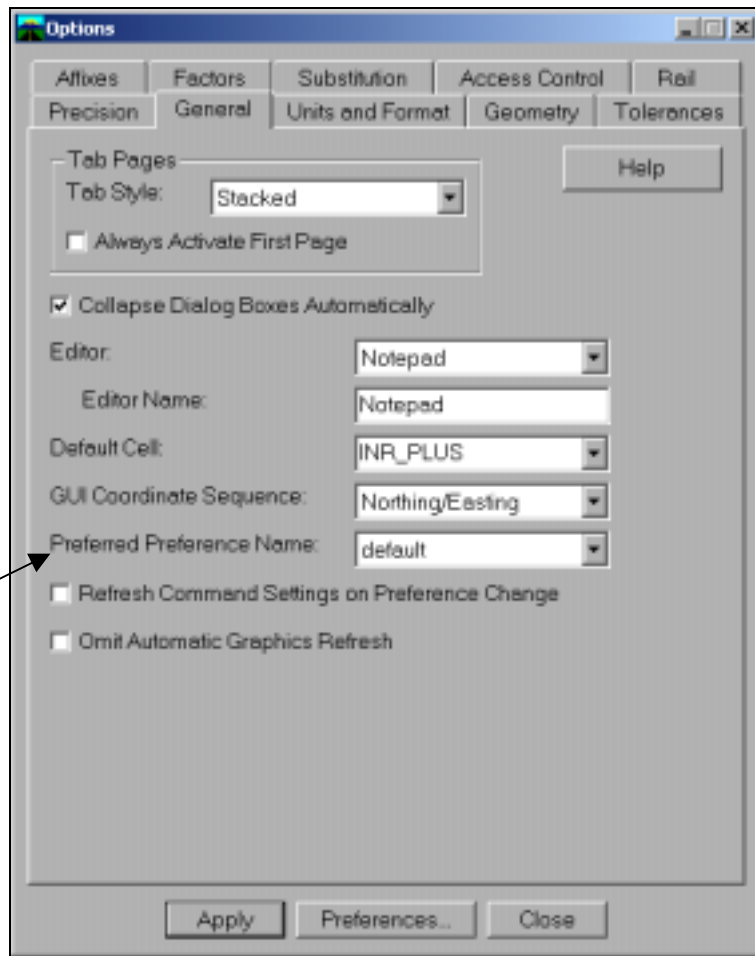 Options
Affixes Factors Substitution Access Control Rail
Precision General Units and Format Geometry Tolerances
Tab Pages
Help
Tab Style: Stacked
Always Activate First Page
Collapse Dialog Boxes Automatically
Editor: Notepad
Editor Name: Notepad
Default Cell: INR_PLUS
GUI Coordinate Sequence: Northing/Easting
Preferred Preference Name: default
Refresh Command Settings on Preference Change
Omit Automatic Graphics Refresh
Apply Preferences... Close